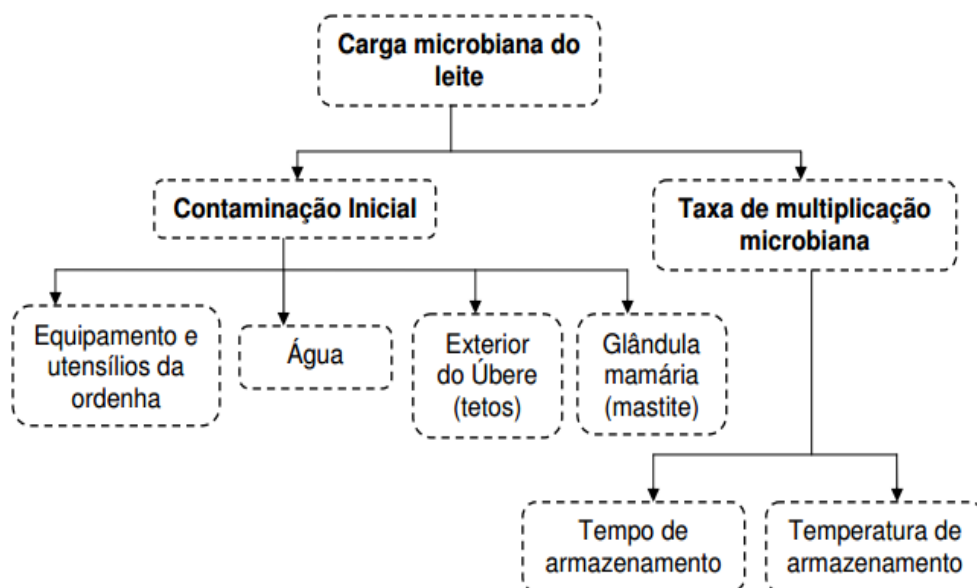 Carga microbiana do
leite
Contaminação Inicial
Taxa de multiplicação
microbiana
Equipamento e
utensílios da
ordenha
Água
Exterior
do Úbere
(tetos)
Glândula
mamária
(mastite)
Tempo de
armazenamento
Temperatura de
armazenamento